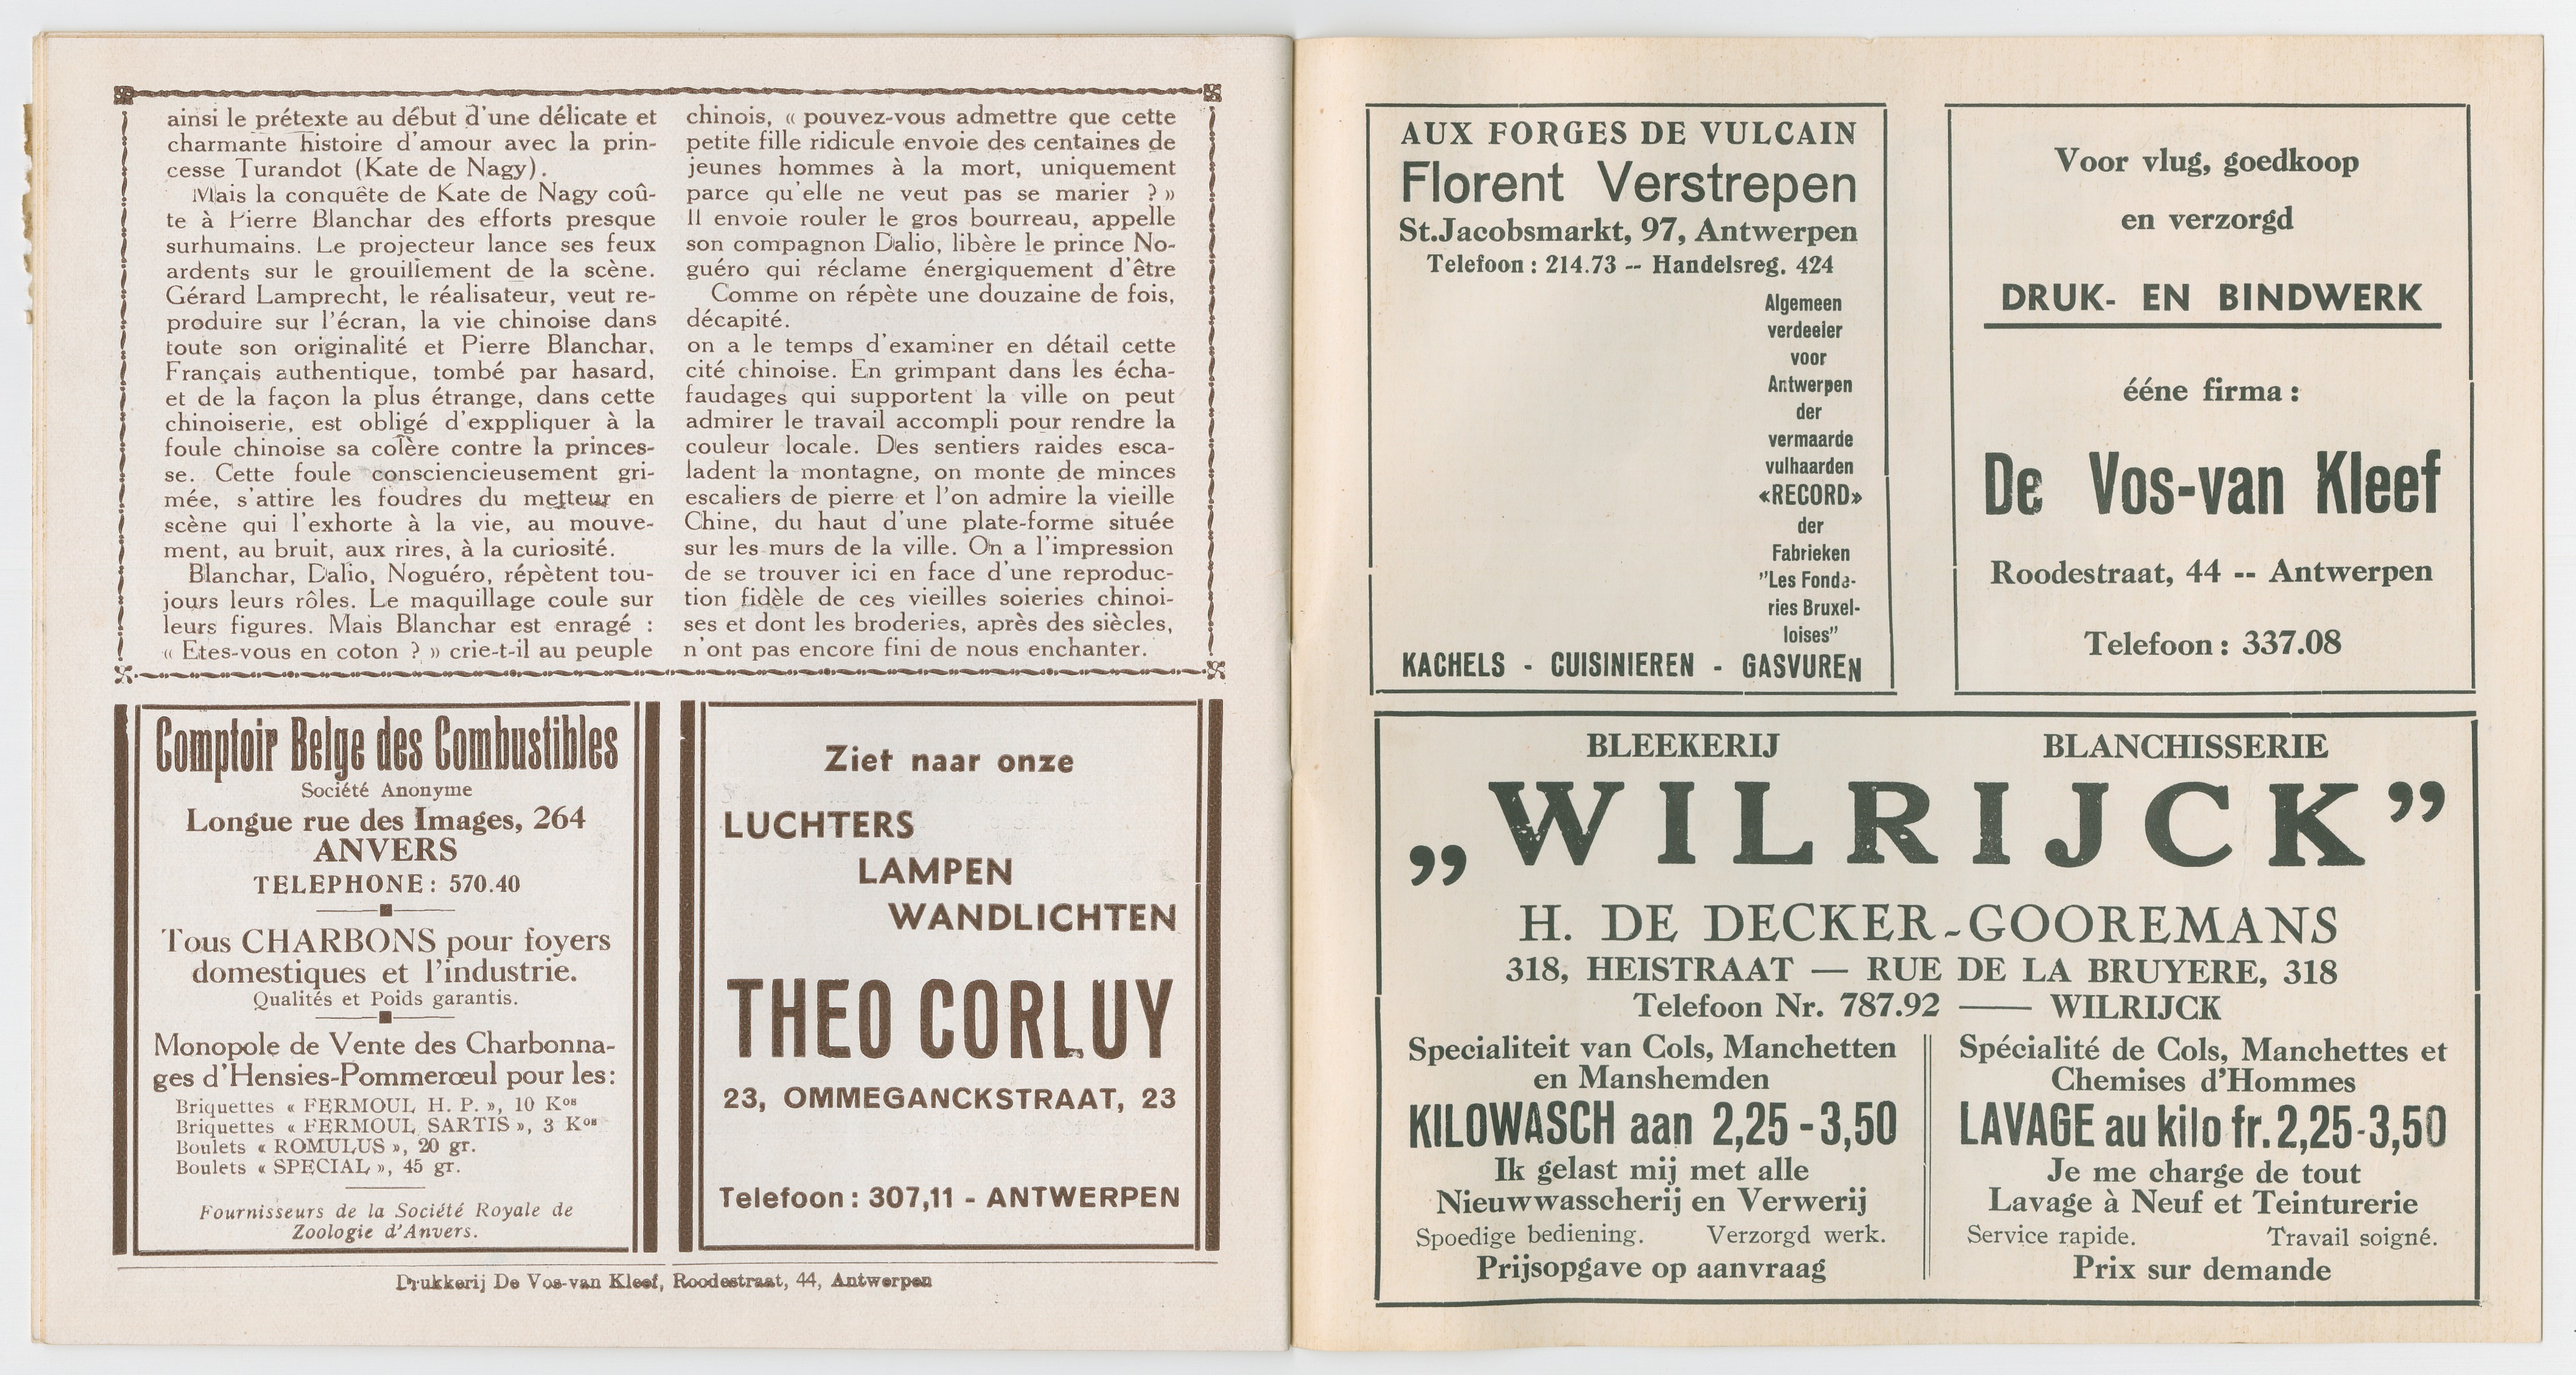 ainsi le prétexte au début d'une délicate et
charmante histoire d'amour avec la prin-
cesse Turandot (Kate de Nagy).
Mais la conquête de Kate de Nagy coû-
te à Pierre Blanchar des efforts presque
surhumains. Le projecteur lance ses feux
ardents sur le grouillement de la scène.
Gérard Lamprecht, le réalisateur, veut re-
produire sur l'écran, la vie chinoise dans
toute son originalité et Pierre Blanchar,
Français authentique, tombé par hasard,
et de la façon la plus étrange, dans cette
chinoiserie, est obligé d'exppliquer à la
foule chinoise sa colère contre la princes-
se. Cette foule consciencieusement gri-
mée, s'attire les foudres du metteur en
scène qui l'exhorte à la vie, au mouve-
ment, au bruit, aux rires, à la curiosité.
Blanchar, Dalio, Noguéro, répètent tou-
jours leurs rôles. Le maquillage coule sur
leurs figures. Mais Blanchar est enragé :
« Etes-vous en coton ? » crie-t-il au peuple
chinois, « pouvez-vous admettre que cette
petite fille ridicule envoie des centaines de
jeunes hommes à la mort, uniquement
parce qu'elle ne veut pas se marier ? »
Il envoie rouler le gros bourreau, appelle
son compagnon Dalio, libère le prince No-
guéro qui réclame énergiquement d'être
Comme on répète une douzaine de fois,
décapité.
on a le temps d'examiner en détail cette
cité chinoise. En grimpant dans les écha-
faudages qui supportent la ville on peut
admirer le travail accompli pour rendre la
couleur locale. Des sentiers raides esca-
ladent la montagne, on monte de minces
escaliers de pierre et l'on admire la vieille
Chine, du haut d'une plate-forme située
sur les murs de la ville. On a l'impression
de se trouver ici en face d'une reproduc-
tion fidèle de ces vieilles soieries chinoi-
ses et dont les broderies, après des siècles,
n'ont pas encore fini de nous enchanter.
Comptoir Belge des Combustibles
Société Anonyme
Longue rue des Images, 264
ANVERS
TELEPHONE : 570.40
Tous CHARBONS pour foyers
domestiques et l'industrie.
Qualités et Poids garantis.
Monopole de Vente des Charbonna-
ges d'Hensies-Pommerœul pour les :
Briquettes « FERMOUL H. P. », 10 Kos
Briquettes « FERMOUL SARTIS », 3 Kos
Boulets « ROMULUS », 20 gr.
Boulets « SPECIAL », 45 gr.
Fournisseurs de la Société Royale de
Zoologie d'Anvers.
Ziet naar onze
LUCHTERS
LAMPEN
WANDLICHTEN
THEO CORLUY
23, OMMEGANCKSTRAAT, 23
Telefoon : 307,11 - ANTWERPEN
Drukkerij De Vos-van Kleef, Roodestraat, 44, Antwerpen
AUX FORGES DE VULCAIN
Florent Verstrepen
St.Jacobsmarkt, 97, Antwerpen
Telefoon : 214.73 -- Handelsreg. 424
Algemeen
verdeeler
voor
Antwerpen
der
vermaarde
vulhaarden
«RECORD»
der
Fabrieken
"Les Fonde-
ries Bruxel-
loises"
KACHELS - CUISINIEREN - GASVUREN
Voor vlug, goedkoop
en verzorgd
DRUK- EN BINDWERK
ééne firma :
De Vos-van Kleef
Roodestraat, 44 -- Antwerpen
Telefoon : 337.08
BLEEKERIJ BLANCHISSERIE
„WILRIJCK”
H. DE DECKER-GOOREMANS
318, HEISTRAAT — RUE DE LA BRUYERE, 318
Telefoon Nr. 787.92 — WILRIJCK
Specialiteit van Cols, Manchetten
en Manshemden
KILOWASCH aan 2,25 - 3,50
Ik gelast mij met alle
Nieuwwasscherij en Verwerij
Spoedige bediening. Verzorgd werk.
Prijsopgave op aanvraag
Spécialité de Cols, Manchettes et
Chemises d'Hommes
LAVAGE au kilo fr. 2,25-3,50
Je me charge de tout
Lavage à Neuf et Teinturerie
Service rapide. Travail soigné.
Prix sur demande